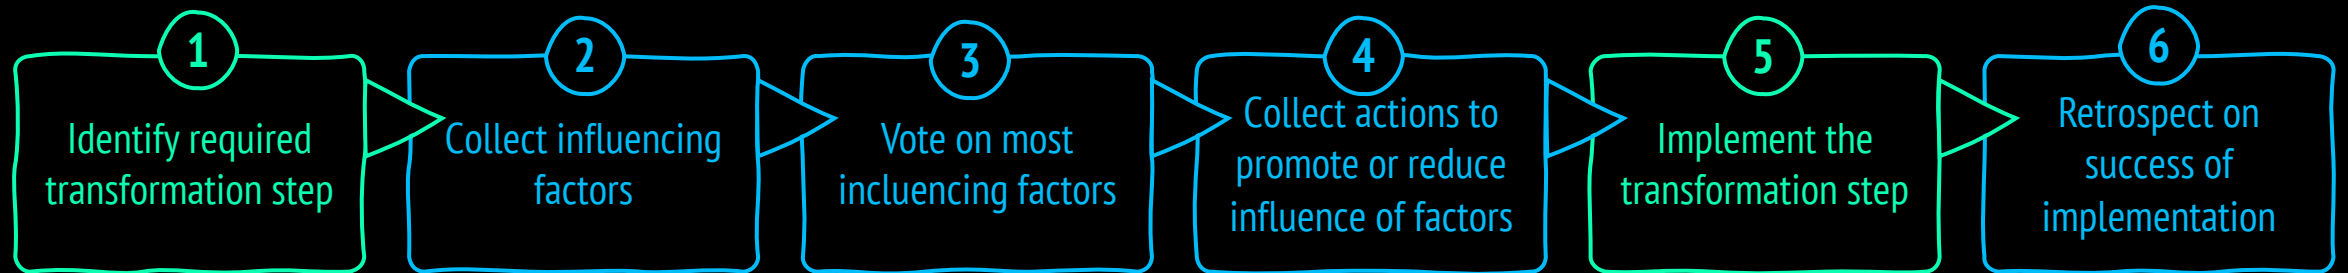 1
Identify required
transformation step
2
Collect influencing
factors
3
Vote on most
incluencing factors
4
Collect actions to
promote or reduce
influence of factors
5
Implement the
transformation step
6
Retrospect on
success of
implementation